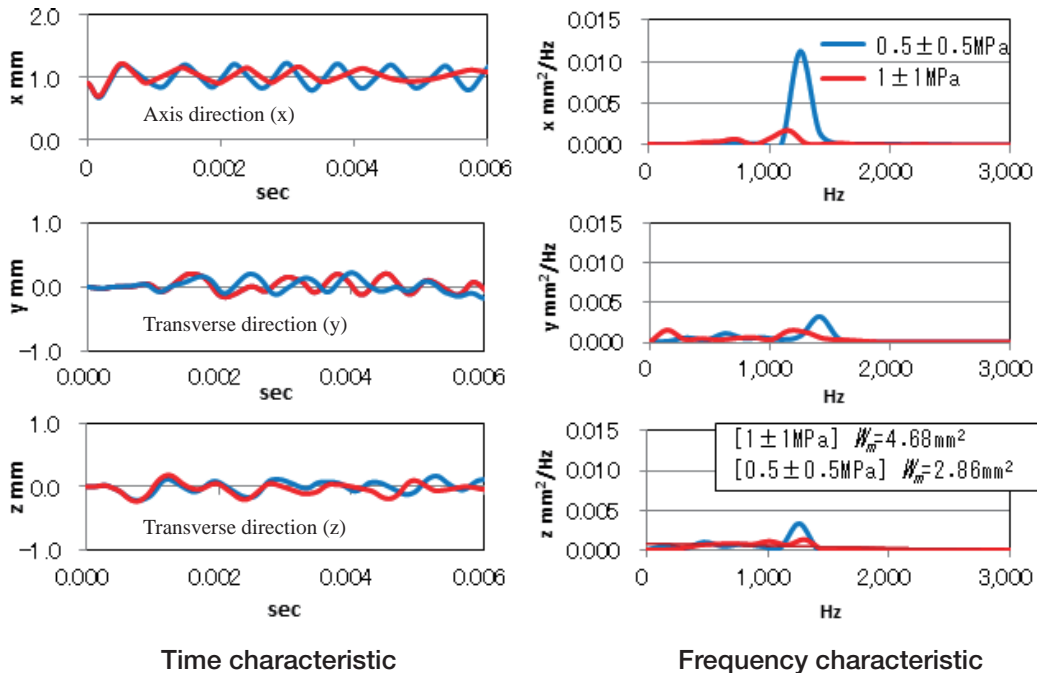 2.0
1.0
0.0
x mm
Axis direction (x)
0
0.002
0.004
0.006
sec
0.015
0.010
0.005
0.000
x mm²/Hz
0.5±0.5MPa
1±1MPa
0
1,000
2,000
3,000
Hz
1.0
0.0
−1.0
y mm
Transverse direction (y)
0.000
0.002
0.004
0.006
sec
0.015
0.010
0.005
0.000
y mm²/Hz
0
1,000
2,000
3,000
Hz
1.0
0.0
−1.0
z mm
Transverse direction (z)
0.000
0.002
0.004
0.006
sec
0.015
0.010
0.005
0.000
z mm²/Hz
[1±1MPa] Wm=4.68mm²
[0.5±0.5MPa] Wm=2.86mm²
0
1,000
2,000
3,000
Hz
Time characteristic
Frequency characteristic